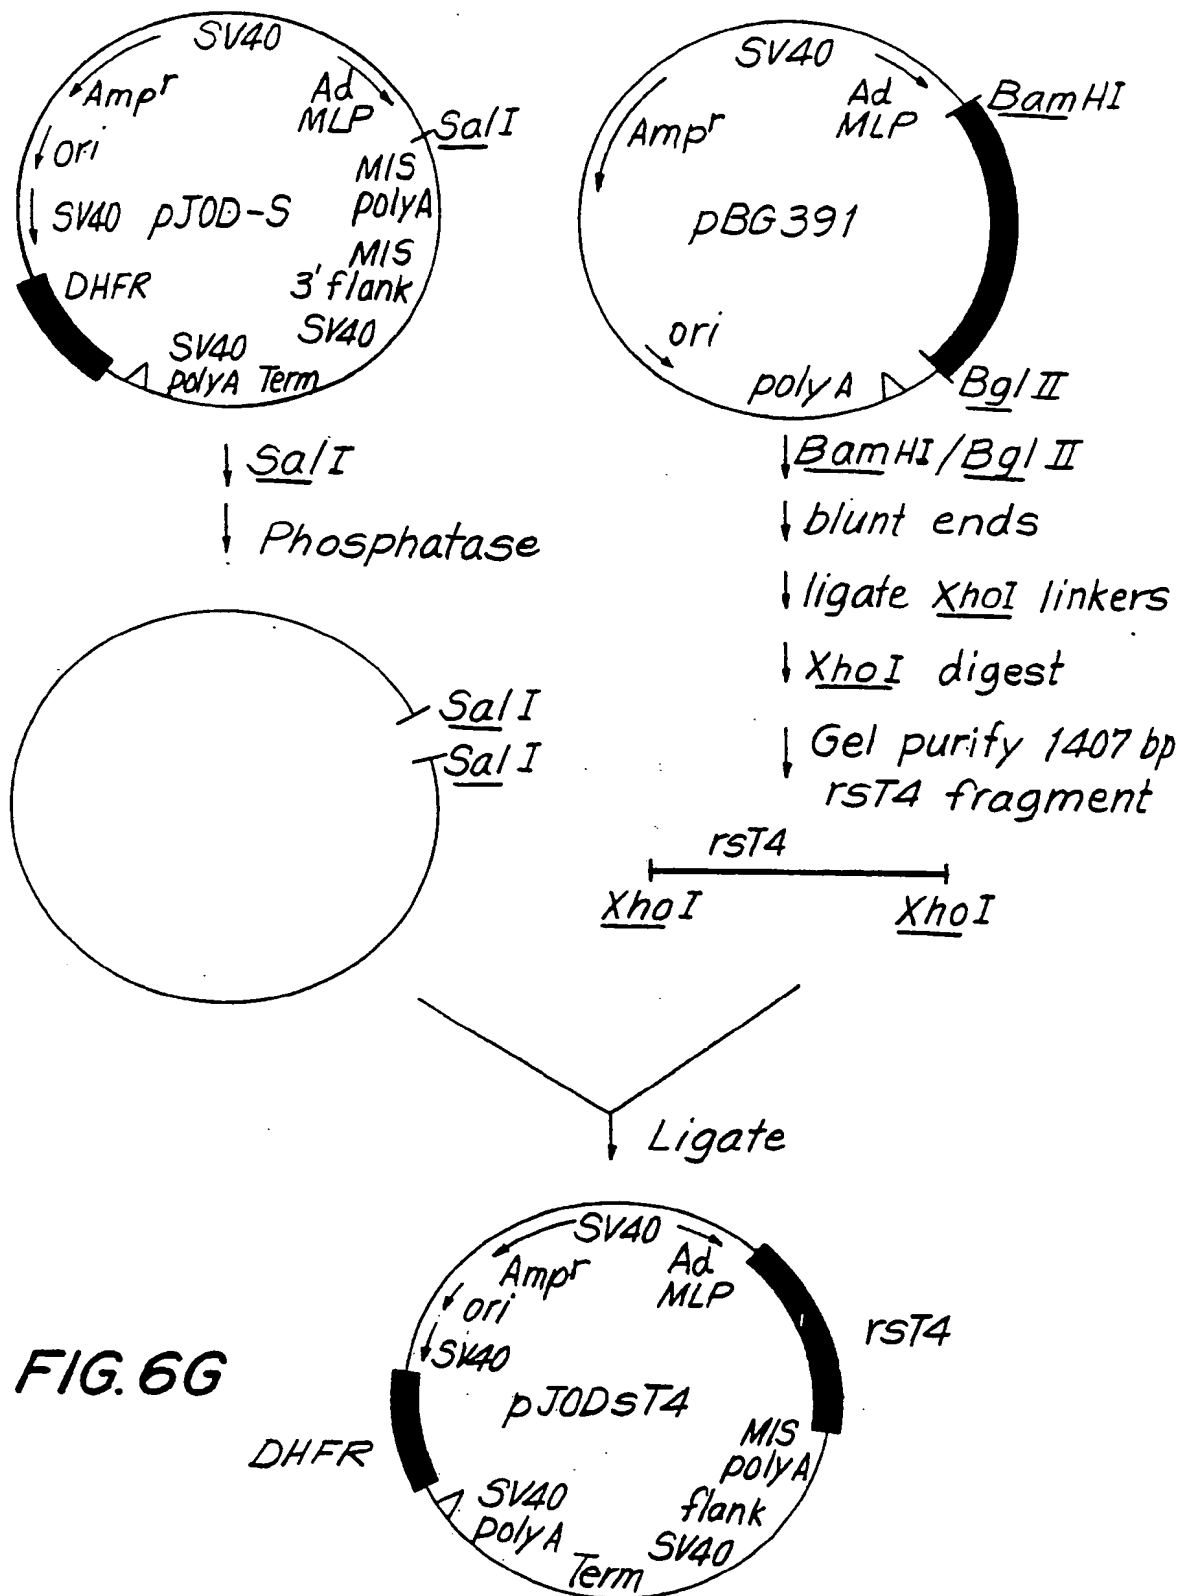 SV40
Ampʳ
Ad
MLP
SalI
ori
MIS
polyA
SV40
pJOD-S
MIS
3' flank
DHFR
SV40
SV40
polyA Term
SalI
Phosphatase
SalI
SalI
SV40
BamHI
Ampʳ
Ad
MLP
pBG391
ori
polyA
BglII
BamHI/BglII
blunt ends
ligate XhoI linkers
XhoI digest
Gel purify 1407 bp
rsT4 fragment
rsT4
XhoI
XhoI
Ligate
SV40
Ampʳ
Ad
MLP
ori
rsT4
SV40
pJODsT4
DHFR
MIS
polyA
flank
SV40
SV40
polyA
Term
FIG. 6G